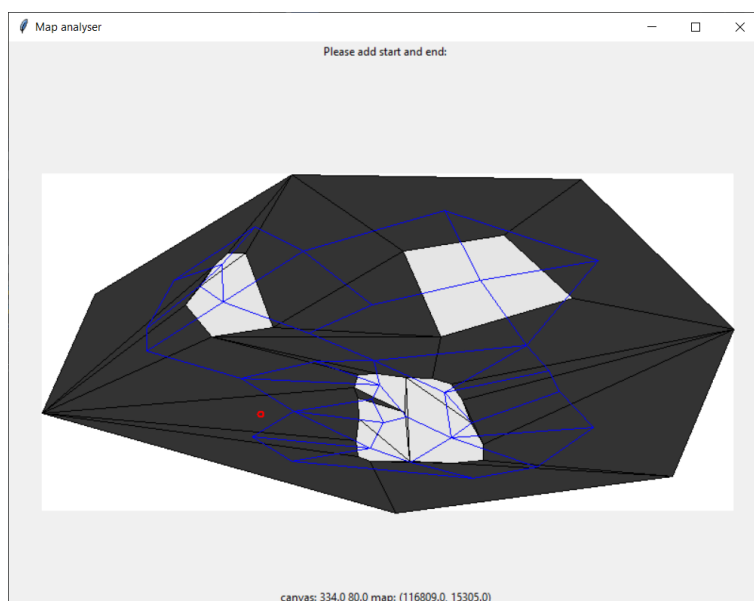 Map analyser
Please add start and end:
canvas: 334.0 80.0 map: (116809.0, 15305.0)